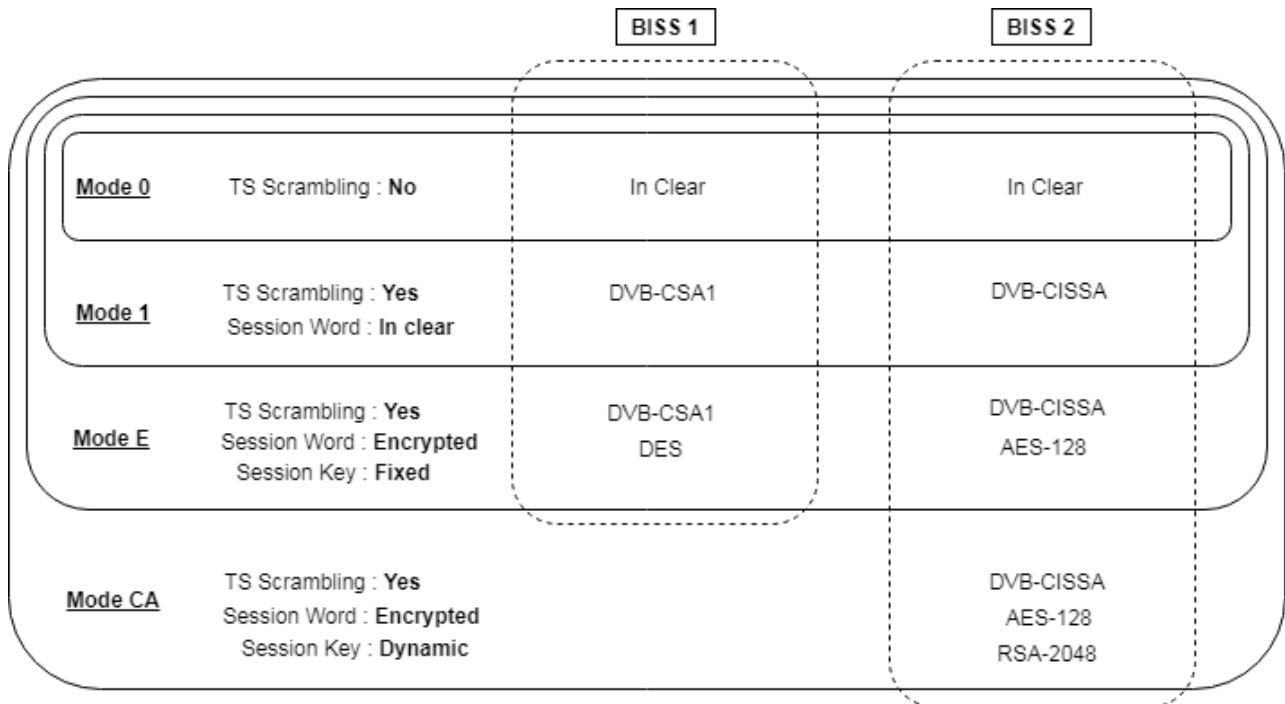 BISS 1
BISS 2
Mode 0
TS Scrambling : No
In Clear
In Clear
Mode 1
TS Scrambling : Yes
Session Word : In clear
DVB-CSA1
DVB-CISSA
Mode E
TS Scrambling : Yes
Session Word : Encrypted
Session Key : Fixed
DVB-CSA1
DES
DVB-CISSA
AES-128
Mode CA
TS Scrambling : Yes
Session Word : Encrypted
Session Key : Dynamic
DVB-CISSA
AES-128
RSA-2048